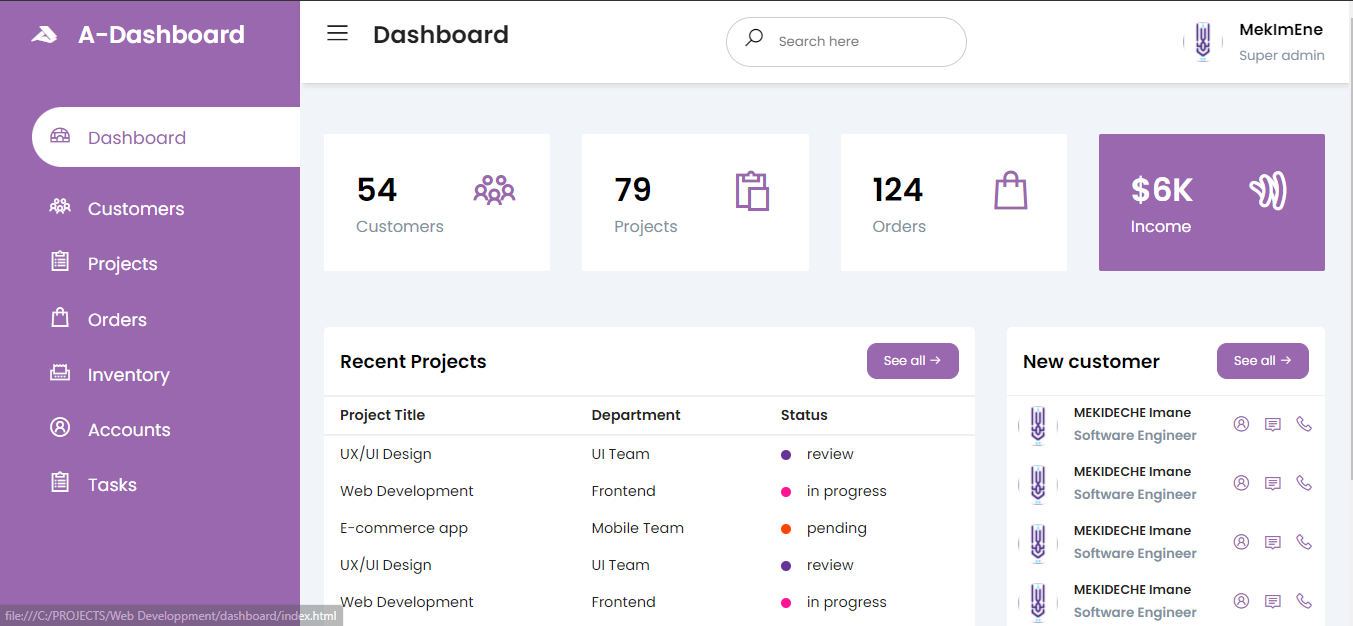 A-Dashboard
Dashboard
Search here
MekImEne
Super admin
Dashboard
Customers
Projects
Orders
Inventory
Accounts
Tasks
54
Customers
79
Projects
124
Orders
$6K
Income
Recent Projects
See all →
Project Title Department Status
UX/UI Design UI Team review
Web Development Frontend in progress
E-commerce app Mobile Team pending
UX/UI Design UI Team review
Web Development Frontend in progress
New customer
See all →
MEKIDECHE Imane
Software Engineer
MEKIDECHE Imane
Software Engineer
MEKIDECHE Imane
Software Engineer
MEKIDECHE Imane
Software Engineer
file:///C:/PROJECTS/Web Developpment/dashboard/index.html